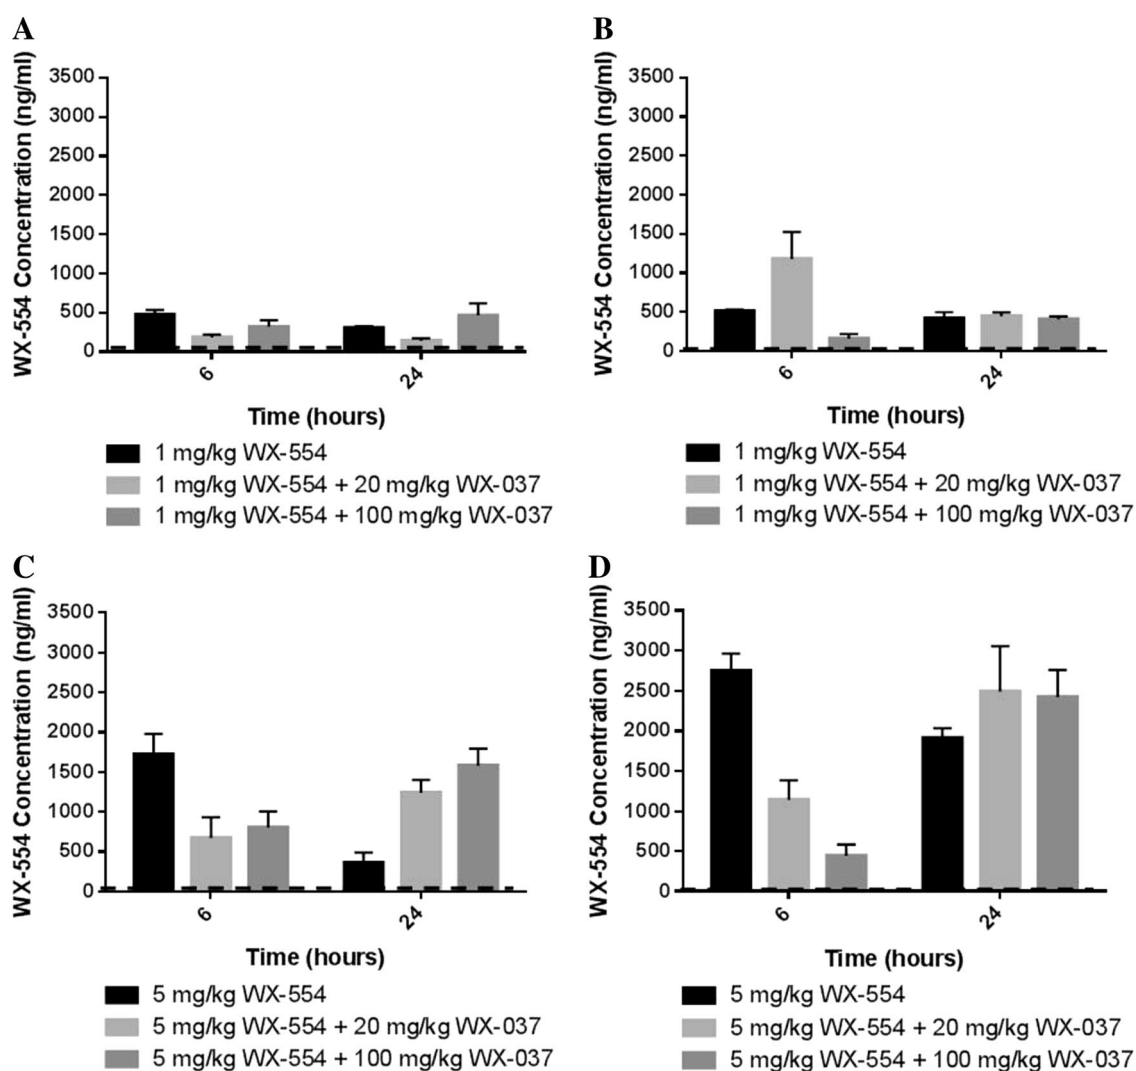 A
WX-554 Concentration (ng/ml)
3500
3000
2500
2000
1500
1000
500
0
6
24
Time (hours)
1 mg/kg WX-554
1 mg/kg WX-554 + 20 mg/kg WX-037
1 mg/kg WX-554 + 100 mg/kg WX-037
B
WX-554 Concentration (ng/ml)
3500
3000
2500
2000
1500
1000
500
0
6
24
Time (hours)
1 mg/kg WX-554
1 mg/kg WX-554 + 20 mg/kg WX-037
1 mg/kg WX-554 + 100 mg/kg WX-037
C
WX-554 Concentration (ng/ml)
3500
3000
2500
2000
1500
1000
500
0
6
24
Time (hours)
5 mg/kg WX-554
5 mg/kg WX-554 + 20 mg/kg WX-037
5 mg/kg WX-554 + 100 mg/kg WX-037
D
WX-554 Concentration (ng/ml)
3500
3000
2500
2000
1500
1000
500
0
6
24
Time (hours)
5 mg/kg WX-554
5 mg/kg WX-554 + 20 mg/kg WX-037
5 mg/kg WX-554 + 100 mg/kg WX-037